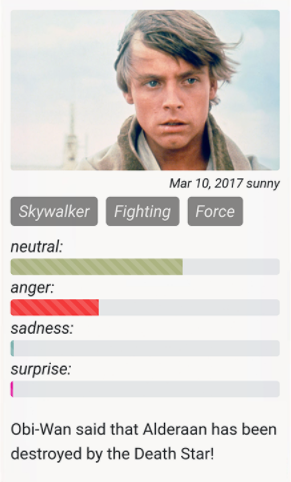 Mar 10, 2017 sunny
Skywalker Fighting Force
neutral:
anger:
sadness:
surprise:
Obi-Wan said that Alderaan has been
destroyed by the Death Star!